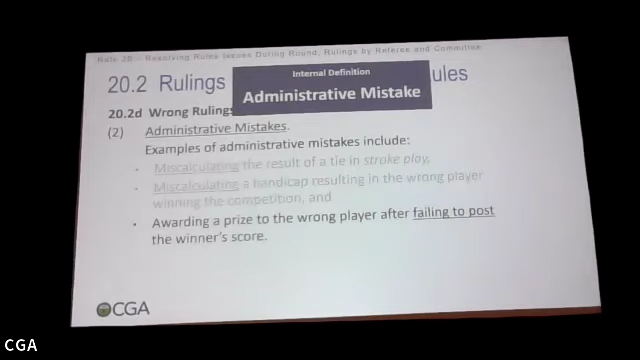 Rule 20 – Resolving Rules Issues During Round, Rulings by Referee and Committee
20.2 Rulings ules
Internal Definition
Administrative Mistake
20.2d Wrong Rulings
(2) Administrative Mistakes.
Examples of administrative mistakes include:
• Miscalculating the result of a tie in stroke play,
• Miscalculating a handicap resulting in the wrong player
winning the competition, and
• Awarding a prize to the wrong player after failing to post
the winner's score.
CGA
CGA